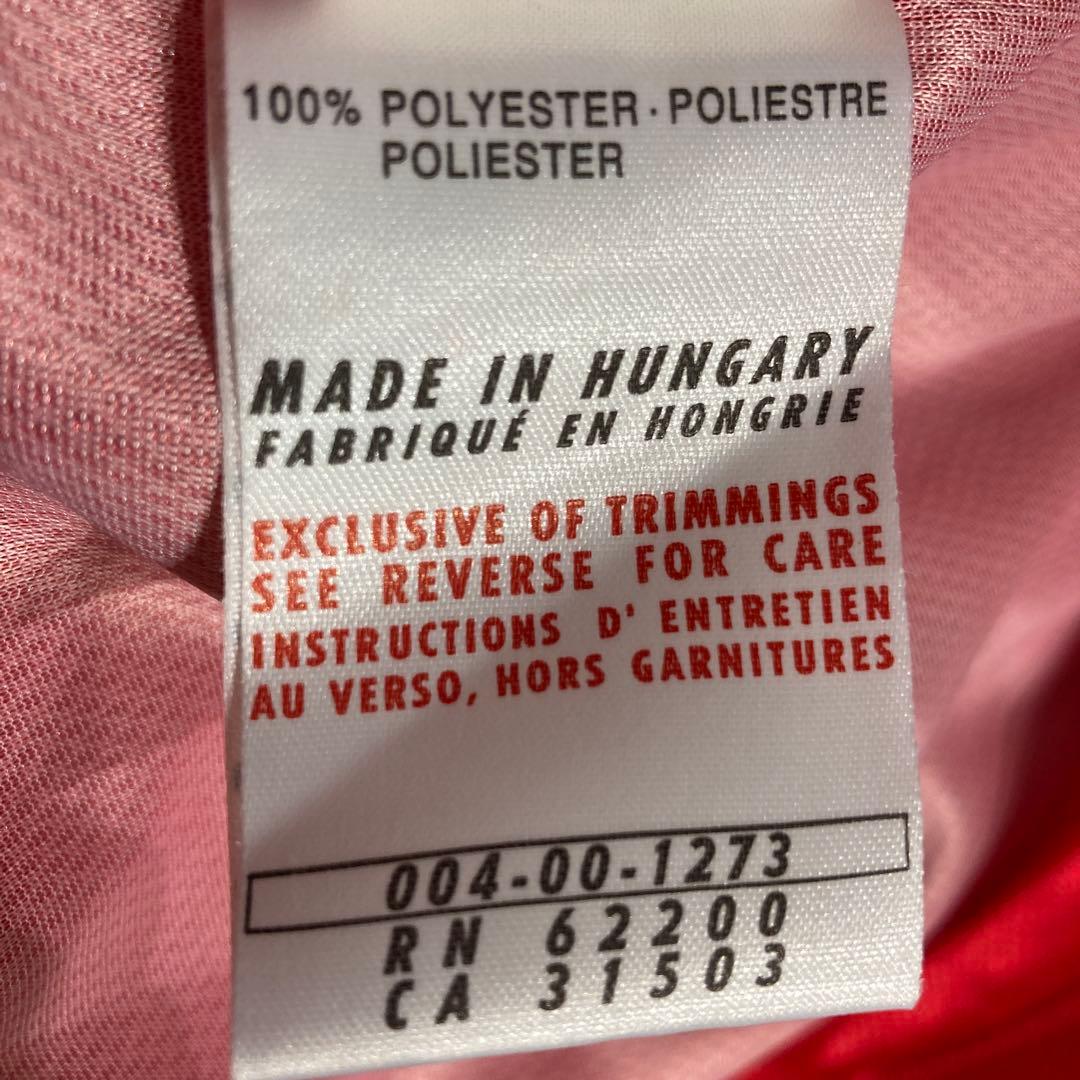 100% POLYESTER · POLIESTRE
POLIESTER
MADE IN HUNGARY
FABRIQUÉ EN HONGRIE
EXCLUSIVE OF TRIMMINGS
SEE REVERSE FOR CARE
INSTRUCTIONS D' ENTRETIEN
AU VERSO, HORS GARNITURES
004-00-1273
RN 62200
CA 31503